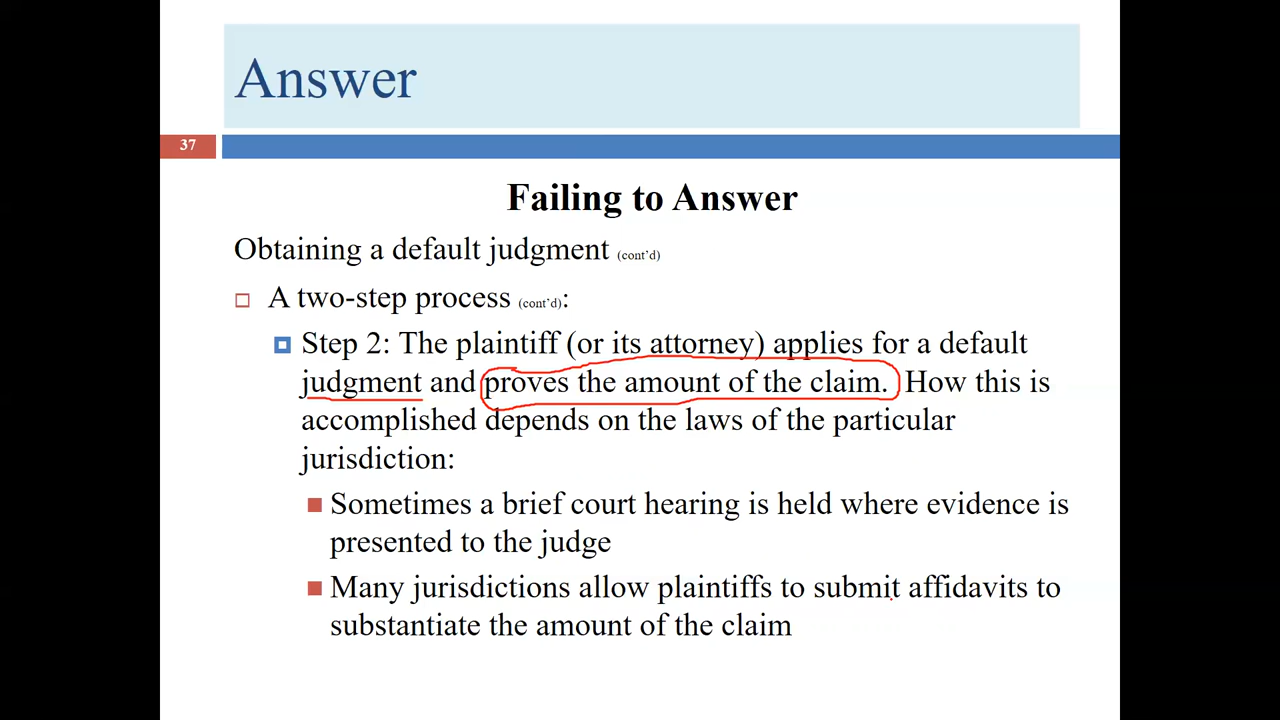 Answer
37
Failing to Answer
Obtaining a default judgment (cont'd)
A two-step process (cont'd):
Step 2: The plaintiff (or its attorney) applies for a default
judgment and proves the amount of the claim. How this is
accomplished depends on the laws of the particular
jurisdiction:
Sometimes a brief court hearing is held where evidence is
presented to the judge
Many jurisdictions allow plaintiffs to submit affidavits to
substantiate the amount of the claim